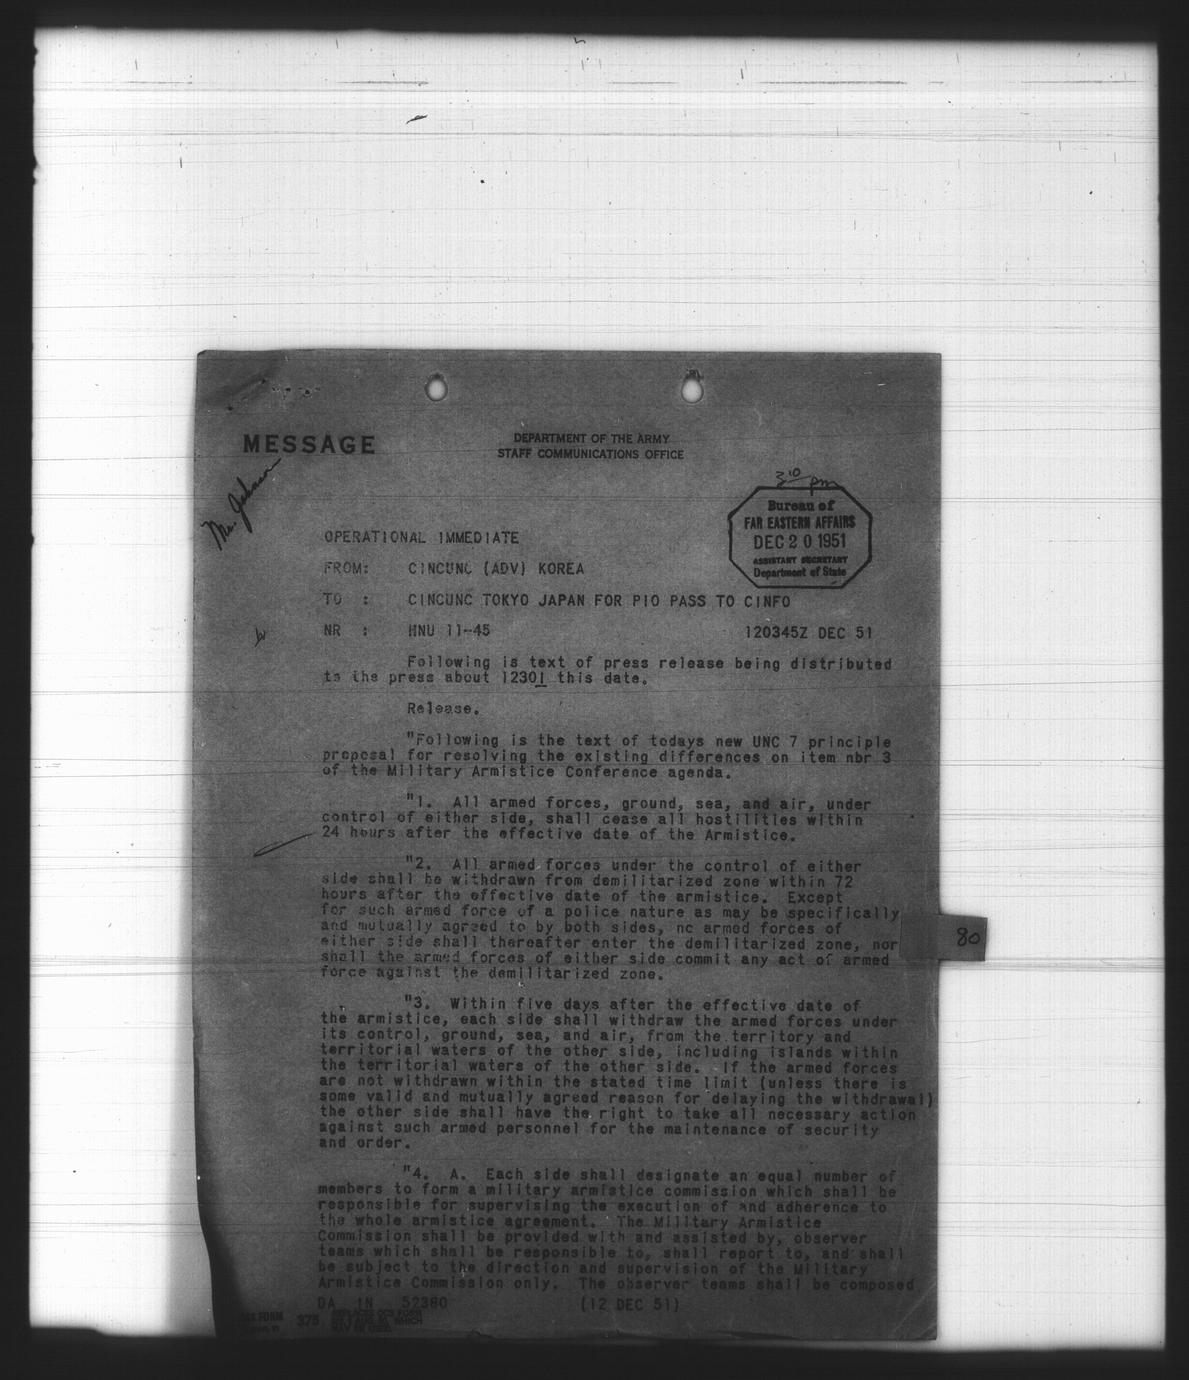 MESSAGE
DEPARTMENT OF THE ARMY
STAFF COMMUNICATIONS OFFICE
Mr. Johnson
3 10 pm
Bureau of
FAR EASTERN AFFAIRS
DEC 20 1951
ASSISTANT SECRETARY
Department of State
OPERATIONAL IMMEDIATE
FROM: CINCUNC (ADV) KOREA
TO : CINCUNC TOKYO JAPAN FOR PIO PASS TO CINFO
NR : HNU 11-45 120345Z DEC 51
Following is text of press release being distributed
to the press about 1230I this date.
Release.
"Following is the text of todays new UNC 7 principle
proposal for resolving the existing differences on item nbr 3
of the Military Armistice Conference agenda.
"1. All armed forces, ground, sea, and air, under
control of either side, shall cease all hostilities within
24 hours after the effective date of the Armistice.
"2. All armed forces under the control of either
side shall be withdrawn from demilitarized zone within 72
hours after the effective date of the armistice. Except
for such armed force of a police nature as may be specifically
and mutually agreed to by both sides, no armed forces of
either side shall thereafter enter the demilitarized zone, nor
shall the armed forces of either side commit any act of armed
force against the demilitarized zone.
80
"3. Within five days after the effective date of
the armistice, each side shall withdraw the armed forces under
its control, ground, sea, and air, from the territory and
territorial waters of the other side, including islands within
the territorial waters of the other side. If the armed forces
are not withdrawn within the stated time limit (unless there is
some valid and mutually agreed reason for delaying the withdrawal)
the other side shall have the right to take all necessary action
against such armed personnel for the maintenance of security
and order.
"4. A. Each side shall designate an equal number of
members to form a military armistice commission which shall be
responsible for supervising the execution of and adherence to
the whole armistice agreement. The Military Armistice
Commission shall be provided with and assisted by, observer
teams which shall be responsible to, shall report to, and shall
be subject to the direction and supervision of the Military
Armistice Commission only. The observer teams shall be composed
DA IN 52380 (12 DEC 51)
FORM 375 REPLACES OCS FORM